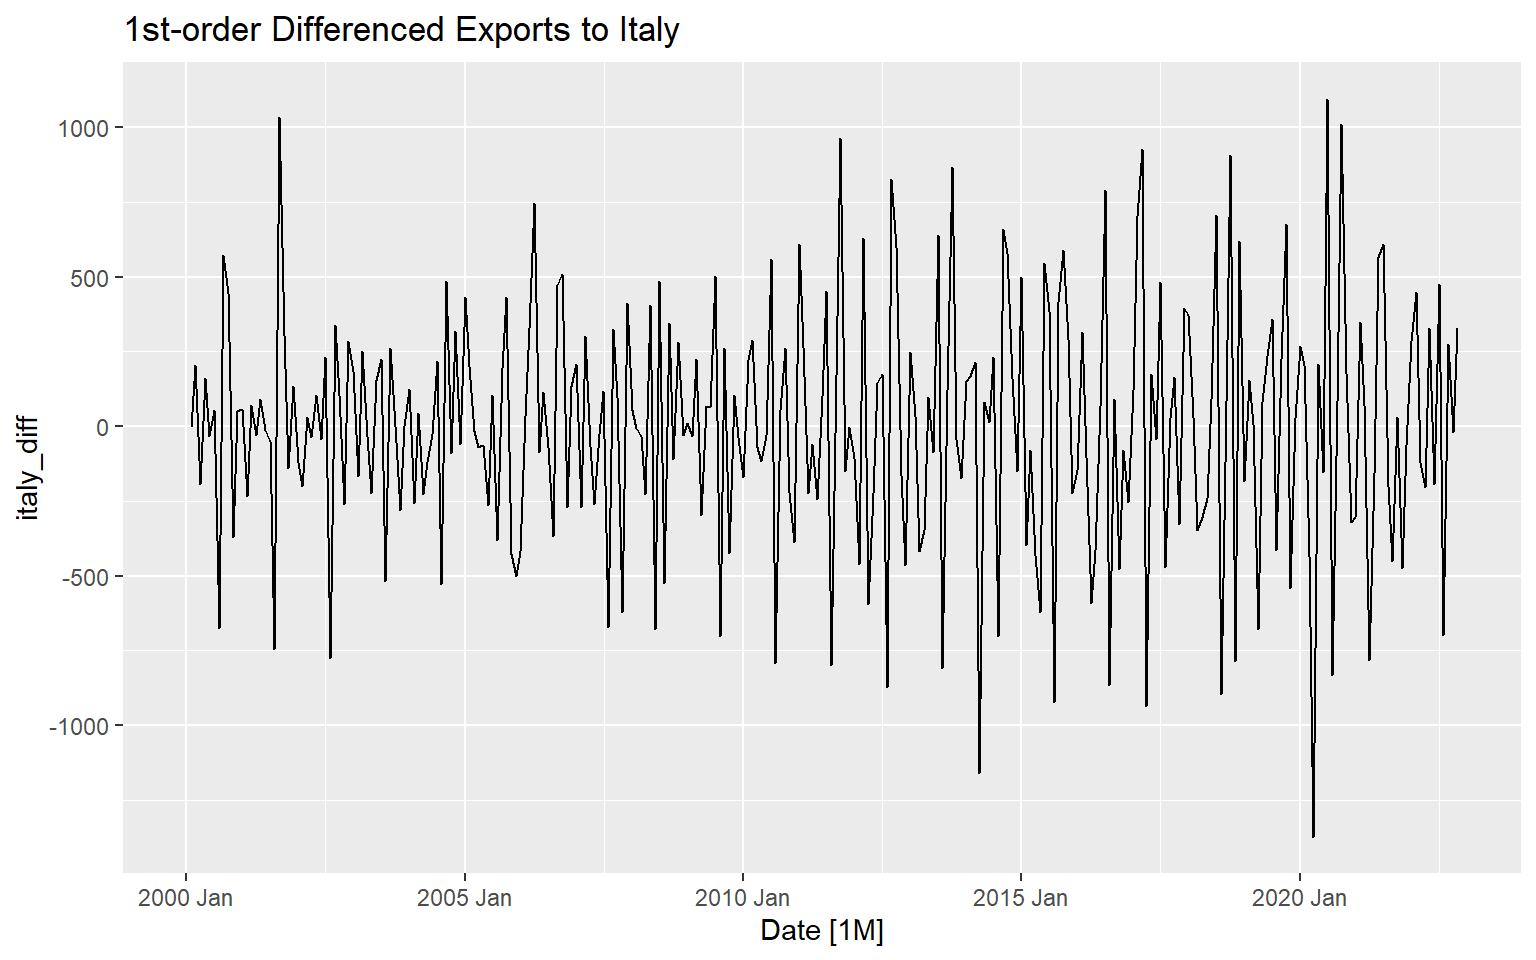 1st-order Differenced Exports to Italy
1000
500
0
-500
-1000
italy_diff
2000 Jan 2005 Jan 2010 Jan 2015 Jan 2020 Jan
Date [1M]